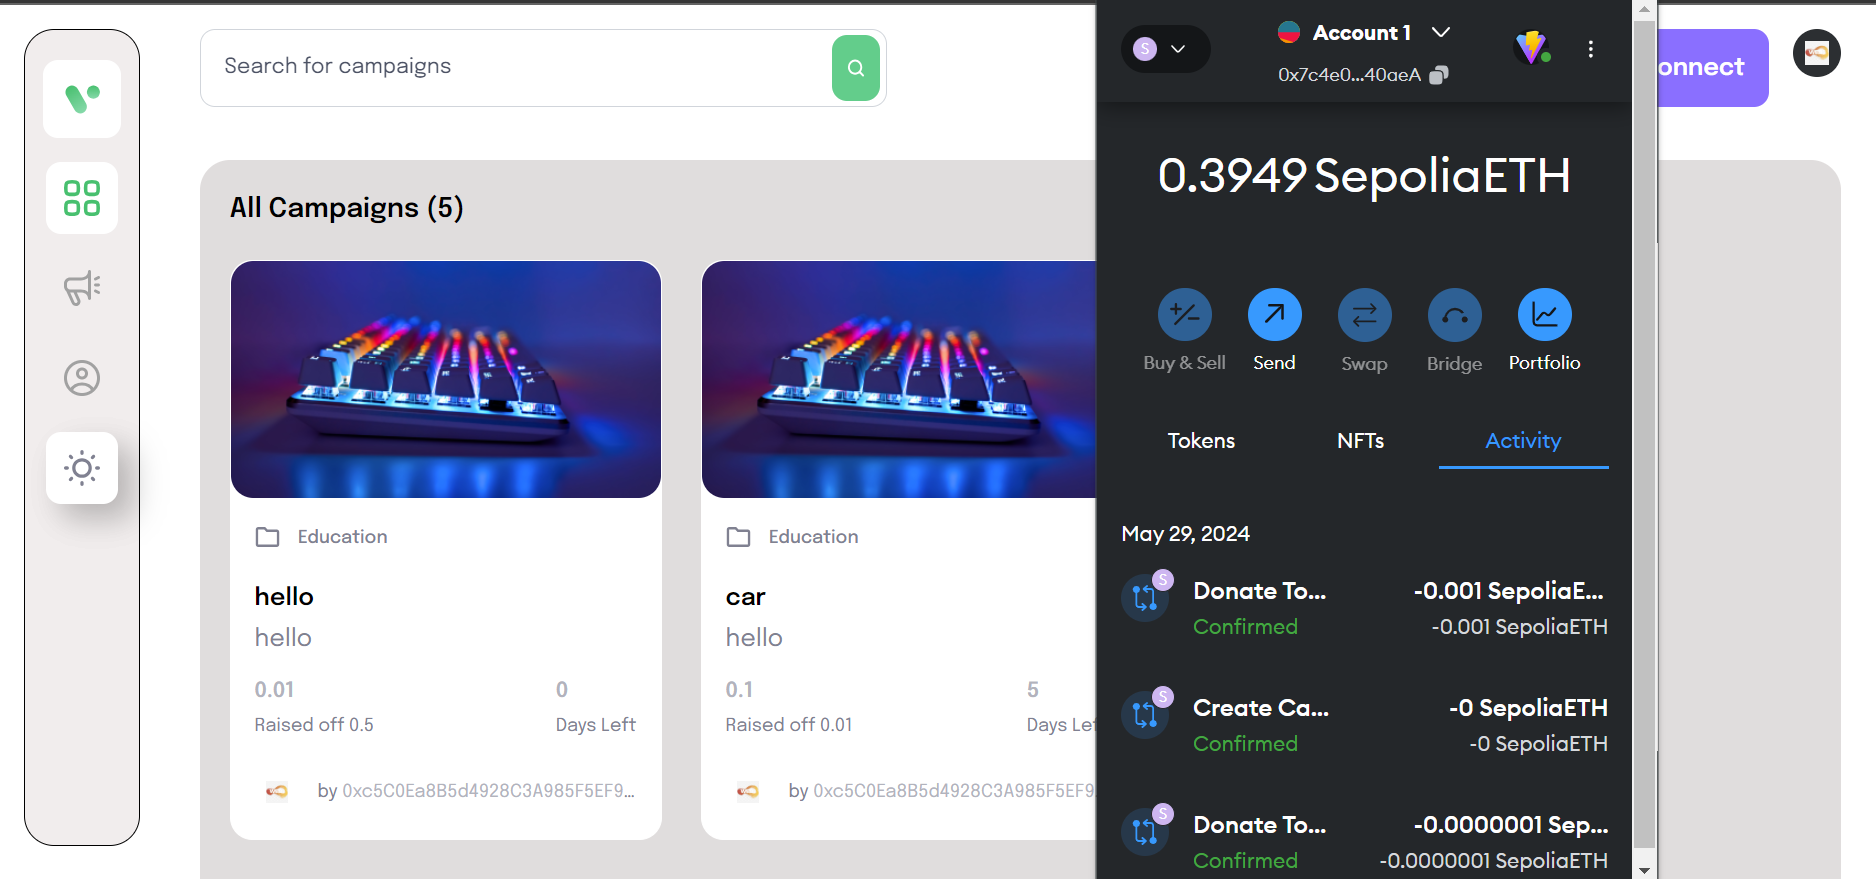 Search for campaigns
onnect
All Campaigns (5)
Education
hello
hello
0.01
0
Raised off 0.5
Days Left
by 0xc5C0Ea8B5d4928C3A985F5EF9...
Education
car
hello
0.1
5
Raised off 0.01
Days Lef
by 0xc5C0Ea8B5d4928C3A985F5EF9
S
Account 1
0x7c4e0...40aeA
0.3949 SepoliaETH
Buy & Sell
Send
Swap
Bridge
Portfolio
Tokens
NFTs
Activity
May 29, 2024
S
Donate To...
-0.001 SepoliaE...
Confirmed
-0.001 SepoliaETH
S
Create Ca...
-0 SepoliaETH
Confirmed
-0 SepoliaETH
S
Donate To...
-0.0000001 Sep...
Confirmed
-0.0000001 SepoliaETH